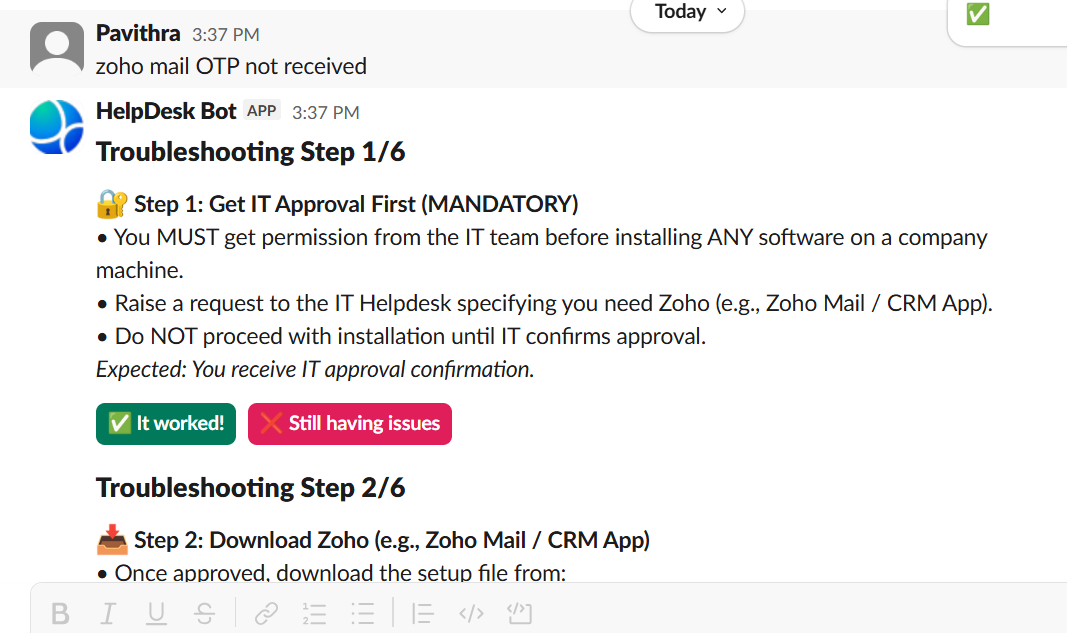 Today
Pavithra 3:37 PM
zoho mail OTP not received
HelpDesk Bot APP 3:37 PM
Troubleshooting Step 1/6
🔐 Step 1: Get IT Approval First (MANDATORY)
• You MUST get permission from the IT team before installing ANY software on a company
machine.
• Raise a request to the IT Helpdesk specifying you need Zoho (e.g., Zoho Mail / CRM App).
• Do NOT proceed with installation until IT confirms approval.
Expected: You receive IT approval confirmation.
✅ It worked! ❌ Still having issues
Troubleshooting Step 2/6
📥 Step 2: Download Zoho (e.g., Zoho Mail / CRM App)
• Once approved, download the setup file from:
B I U S